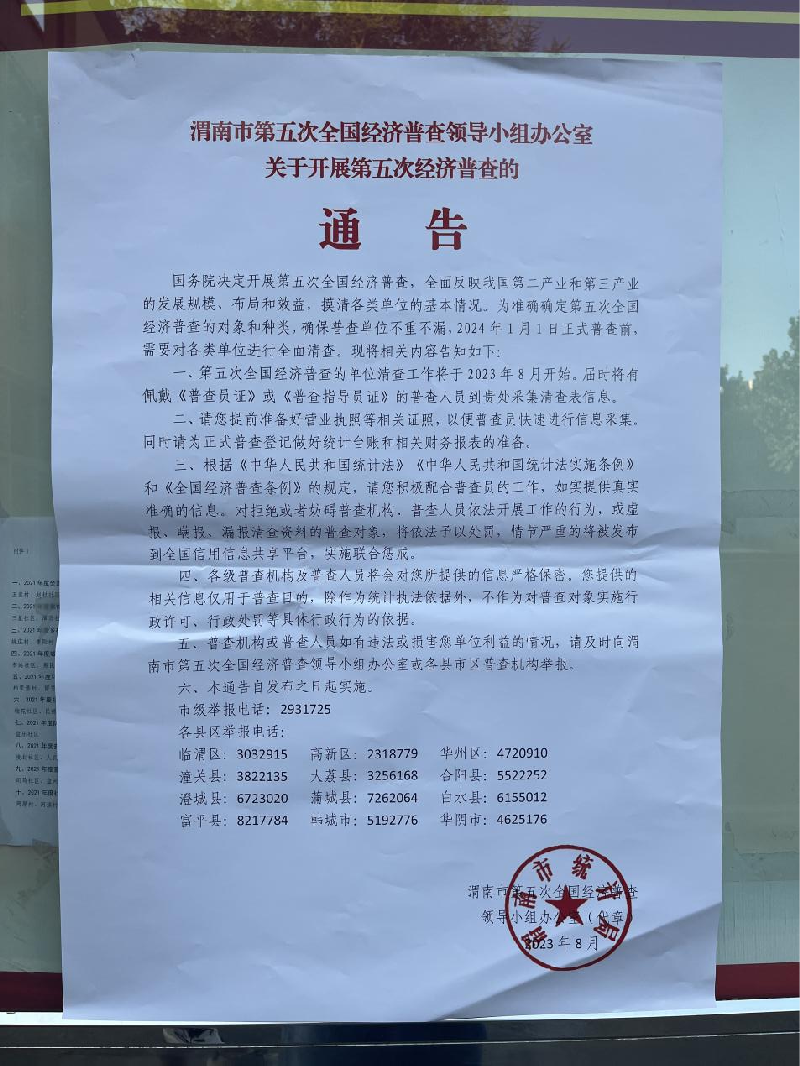 渭南市第五次全国经济普查领导小组办公室
关于开展第五次经济普查的
通 告
国务院决定开展第五次全国经济普查，全面反映我国第二产业和第三产业
的发展规模、布局和效益，摸清各类单位的基本情况。为准确确定第五次全国
经济普查的对象和种类，确保普查单位不重不漏，2024年1月1日正式普查前，
需要对各类单位进行全面清查，现将相关内容告知如下：
一、第五次全国经济普查的单位清查工作将于2023年8月开始。届时将有
佩戴《普查员证》或《普查指导员证》的普查人员到贵处采集清查表信息。
二、请您提前准备好营业执照等相关证照，以便普查员快速进行信息采集。
同时请为正式普查登记做好统计台账和相关财务报表的准备。
三、根据《中华人民共和国统计法》《中华人民共和国统计法实施条例》
和《全国经济普查条例》的规定，请您积极配合普查员的工作，如实提供真实
准确的信息。对拒绝或者妨碍普查机构、普查人员依法开展工作的行为，或虚
报、瞒报、漏报清查资料的普查对象，将依法予以处罚，情节严重的将被发布
到全国信用信息共享平台，实施联合惩戒。
四、各级普查机构及普查人员将会对您所提供的信息严格保密。您提供的
相关信息仅用于普查目的，除作为统计执法依据外，不作为对普查对象实施行
政许可、行政处罚等具体行政行为的依据。
五、普查机构或普查人员如有违法或损害您单位利益的情况，请及时向渭
南市第五次全国经济普查领导小组办公室或各县市区普查机构举报。
六、本通告自发布之日起实施。
市级举报电话：2931725
各县区举报电话：
临渭区：3032915 高新区：2318779 华州区：4720910
潼关县：3822135 大荔县：3256168 合阳县：5522252
澄城县：6723020 蒲城县：7262064 白水县：6155012
富平县：8217784 韩城市：5192776 华阴市：4625176
渭南市第五次全国经济普查
领导小组办公室（代章）
2023年8月
渭南市统计局